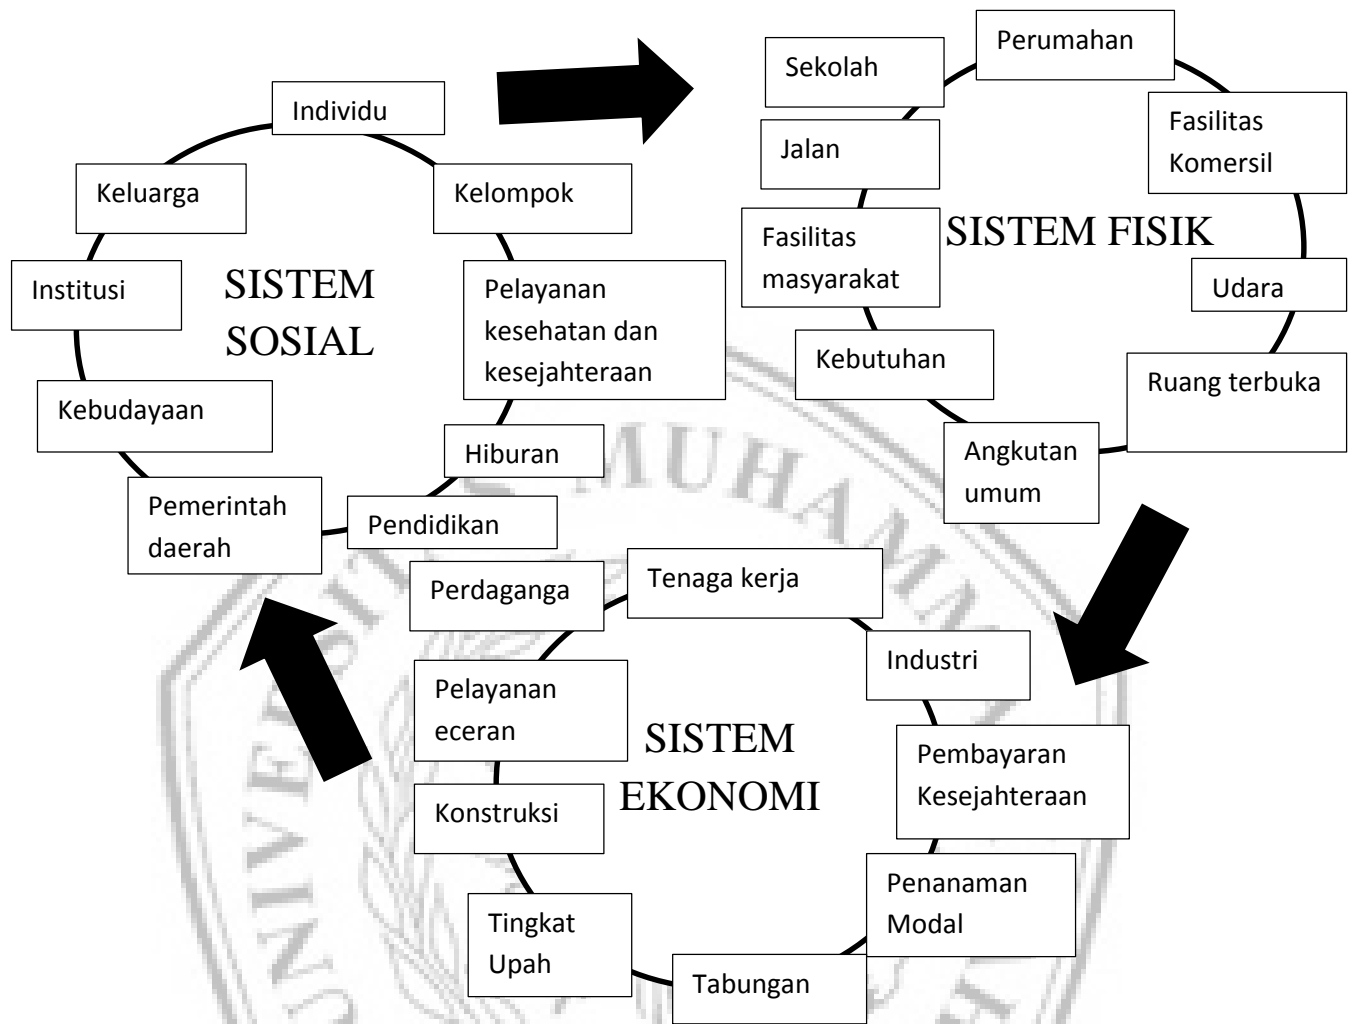 Individu
Kelompok
Pelayanan
kesehatan dan
kesejahteraan
Hiburan
Pendidikan
Pemerintah
daerah
Kebudayaan
Institusi
Keluarga
SISTEM
SOSIAL
Perumahan
Fasilitas
Komersil
Udara
Ruang terbuka
Angkutan
umum
Kebutuhan
Fasilitas
masyarakat
Jalan
Sekolah
SISTEM FISIK
Tenaga kerja
Industri
Pembayaran
Kesejahteraan
Penanaman
Modal
Tabungan
Tingkat
Upah
Konstruksi
Pelayanan
eceran
Perdaganga
SISTEM
EKONOMI